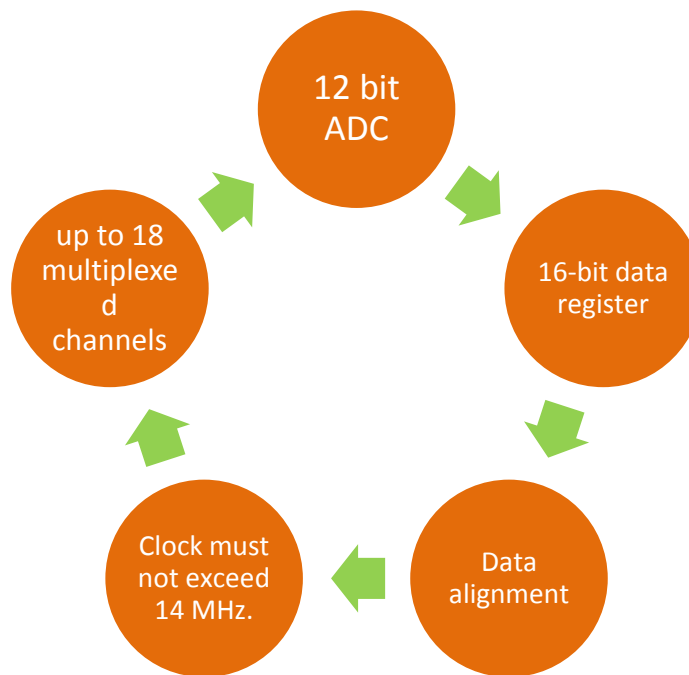 12 bit
ADC
16-bit data
register
Data
alignment
Clock must
not exceed
14 MHz.
up to 18
multiplexe
d
channels